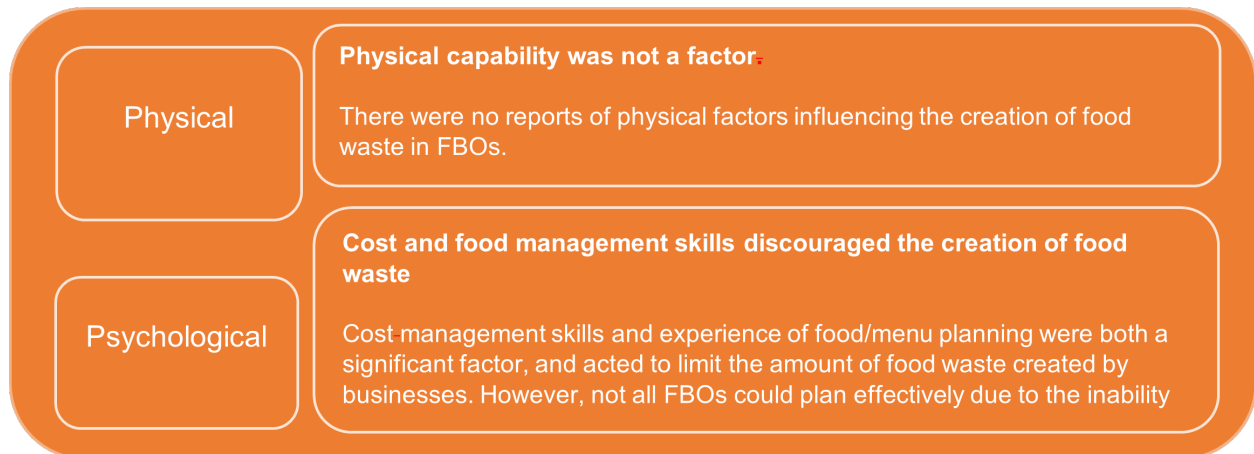 Physical
Physical capability was not a factor.
There were no reports of physical factors influencing the creation of food
waste in FBOs.
Psychological
Cost and food management skills discouraged the creation of food
waste
Cost-management skills and experience of food/menu planning were both a
significant factor, and acted to limit the amount of food waste created by
businesses. However, not all FBOs could plan effectively due to the inability